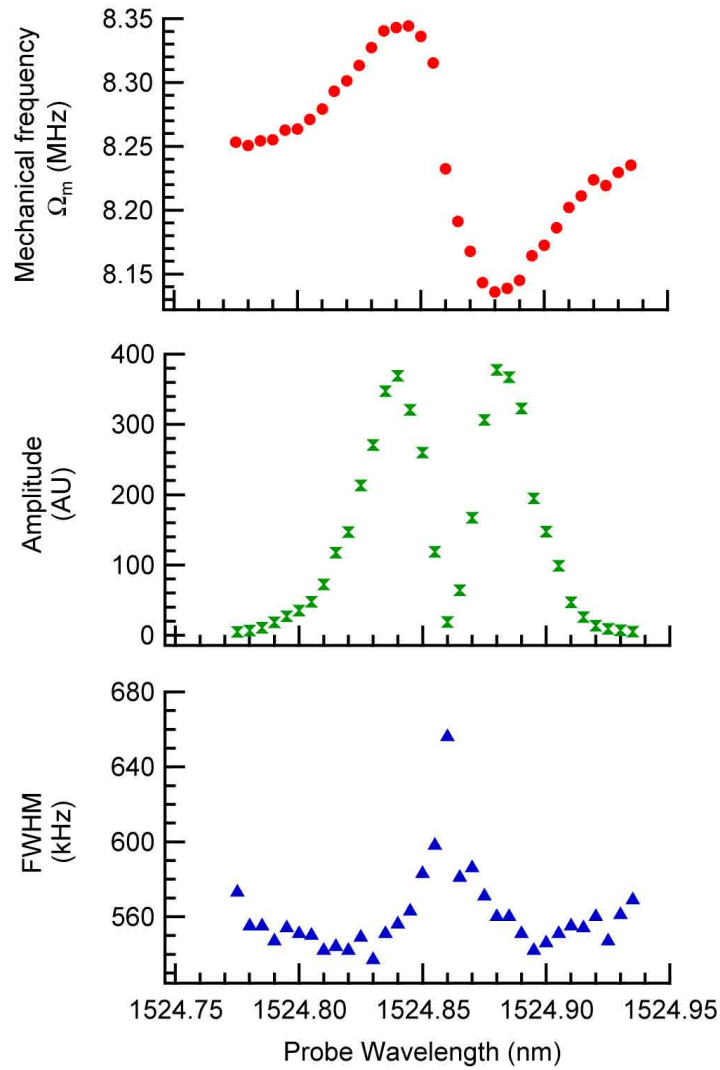 Mechanical frequency
Ωm (MHz)
8.35
8.30
8.25
8.20
8.15
Amplitude
(AU)
400
300
200
100
0
FWHM
(kHz)
680
640
600
560
1524.75 1524.80 1524.85 1524.90 1524.95
Probe Wavelength (nm)